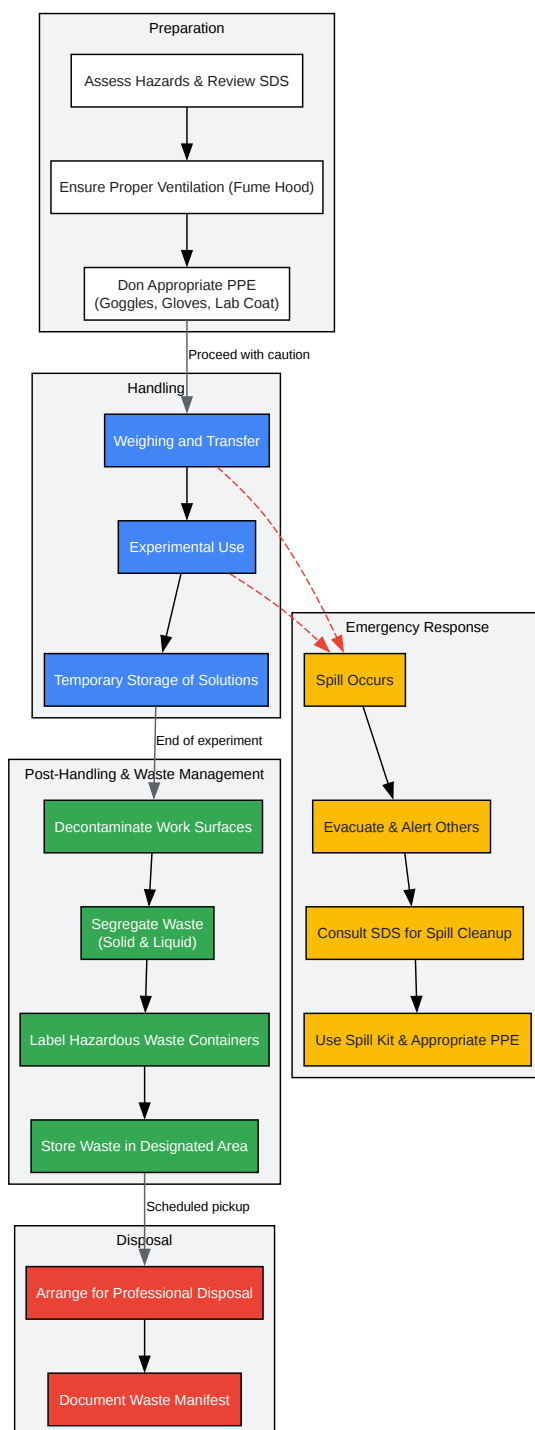 Preparation
Assess Hazards & Review SDS
Ensure Proper Ventilation (Fume Hood)
Don Appropriate PPE
(Goggles, Gloves, Lab Coat)
Proceed with caution
Handling
Weighing and Transfer
Experimental Use
Temporary Storage of Solutions
End of experiment
Emergency Response
Spill Occurs
Evacuate & Alert Others
Consult SDS for Spill Cleanup
Use Spill Kit & Appropriate PPE
Post-Handling & Waste Management
Decontaminate Work Surfaces
Segregate Waste
(Solid & Liquid)
Label Hazardous Waste Containers
Store Waste in Designated Area
Scheduled pickup
Disposal
Arrange for Professional Disposal
Document Waste Manifest